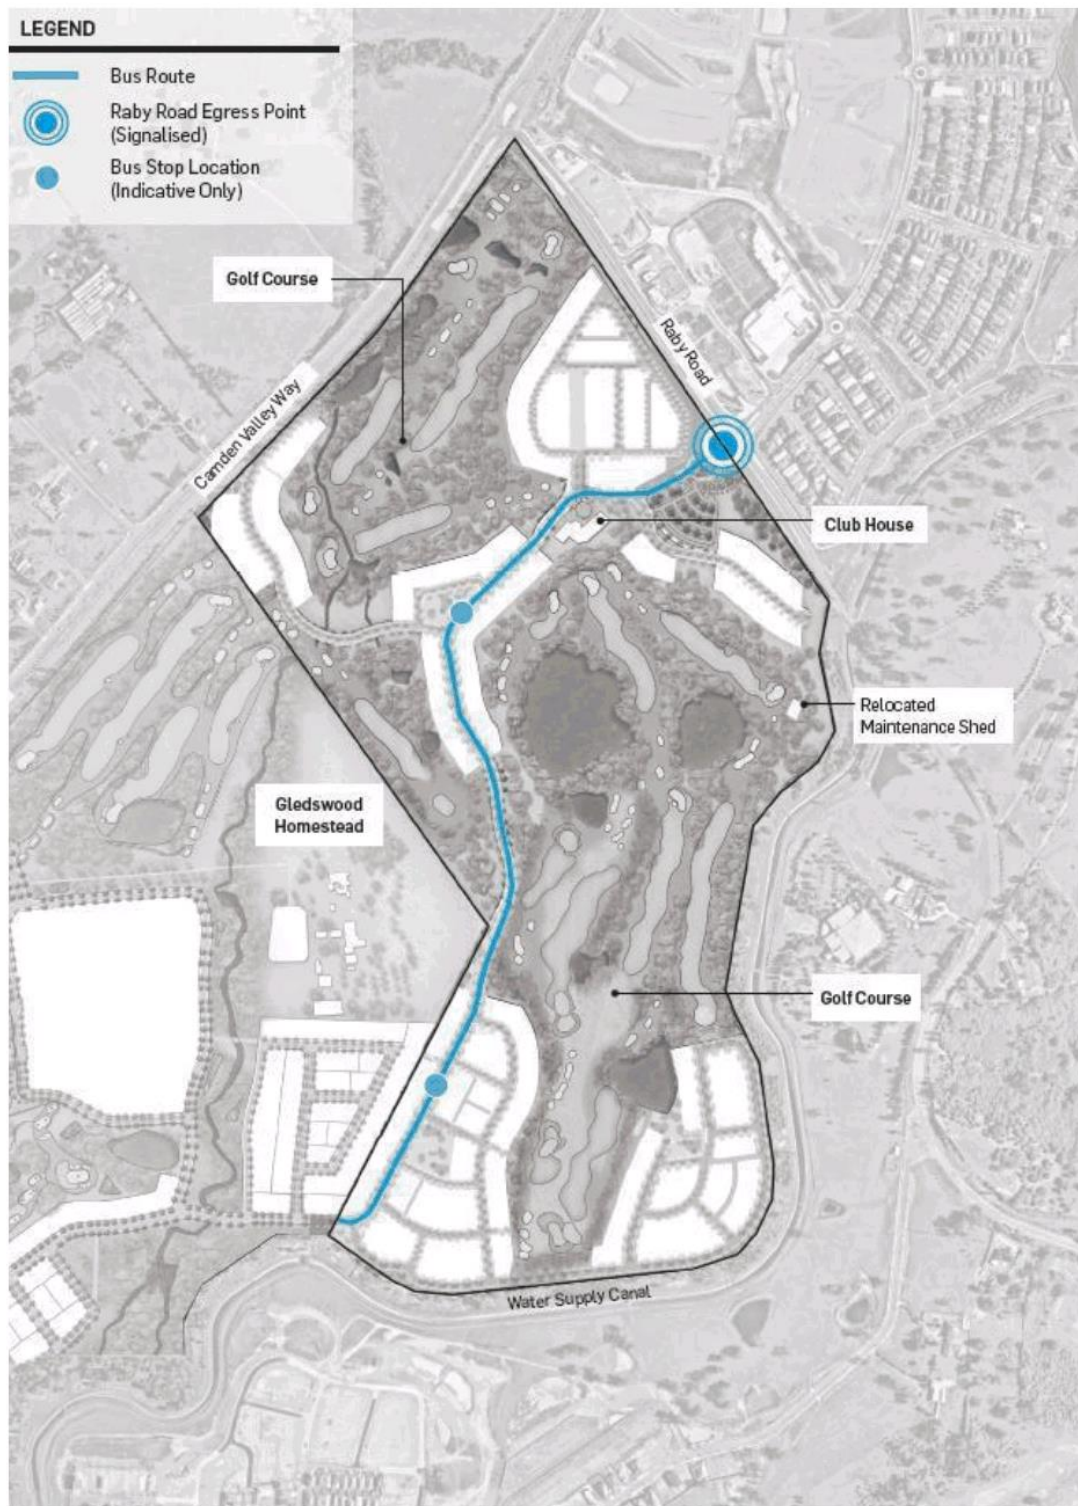 LEGEND
Bus Route
Raby Road Egress Point
(Signalised)
Bus Stop Location
(Indicative Only)
Golf Course
Raby Road
Camden Valley Way
Club House
Relocated
Maintenance Shed
Gledswood
Homestead
Golf Course
Water Supply Canal